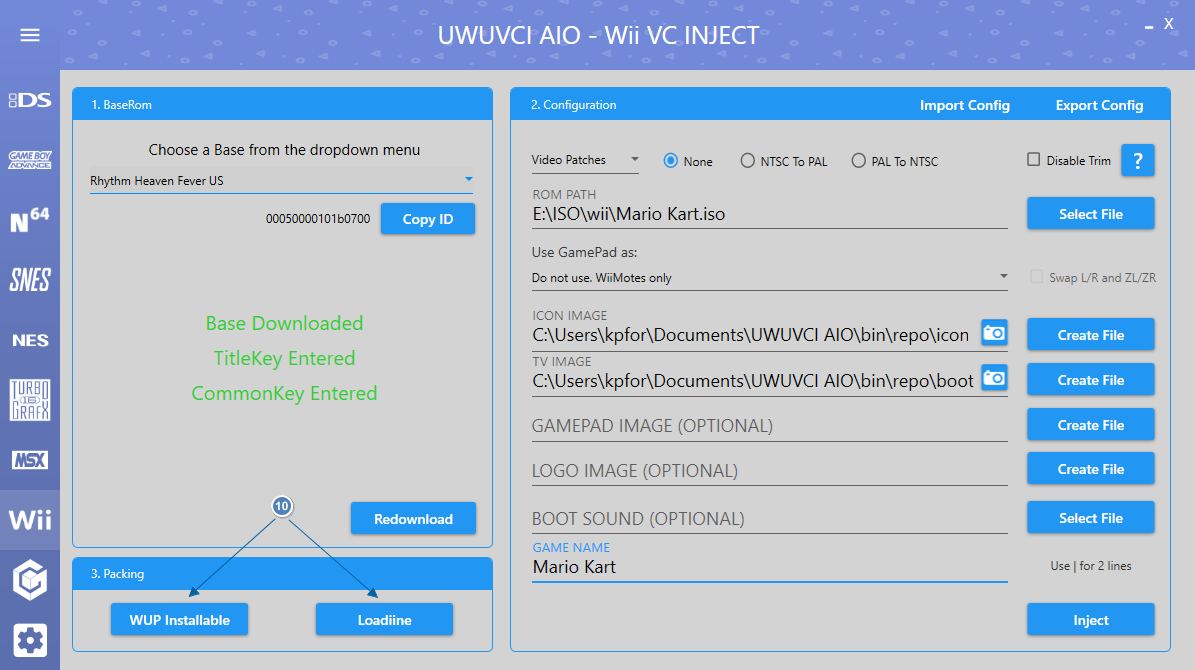 UWUVCI AIO - Wii VC INJECT
X
DS
GAME BOY
ADVANCE
N64
SNES
NES
TURBO
GRAFX
MSX
Wii
1. BaseRom
Choose a Base from the dropdown menu
Rhythm Heaven Fever US
00050000101b0700
Copy ID
Base Downloaded
TitleKey Entered
CommonKey Entered
10
Redownload
3. Packing
WUP Installable
Loadiine
2. Configuration
Import Config
Export Config
Video Patches
None
NTSC To PAL
PAL To NTSC
Disable Trim
?
ROM PATH
E:\ISO\wii\Mario Kart.iso
Select File
Use GamePad as:
Do not use. WiiMotes only
Swap L/R and ZL/ZR
ICON IMAGE
C:\Users\kpfor\Documents\UWUVCI AIO\bin\repo\icon
Create File
TV IMAGE
C:\Users\kpfor\Documents\UWUVCI AIO\bin\repo\boot
Create File
GAMEPAD IMAGE (OPTIONAL)
Create File
LOGO IMAGE (OPTIONAL)
Create File
BOOT SOUND (OPTIONAL)
Select File
GAME NAME
Mario Kart
Use | for 2 lines
Inject